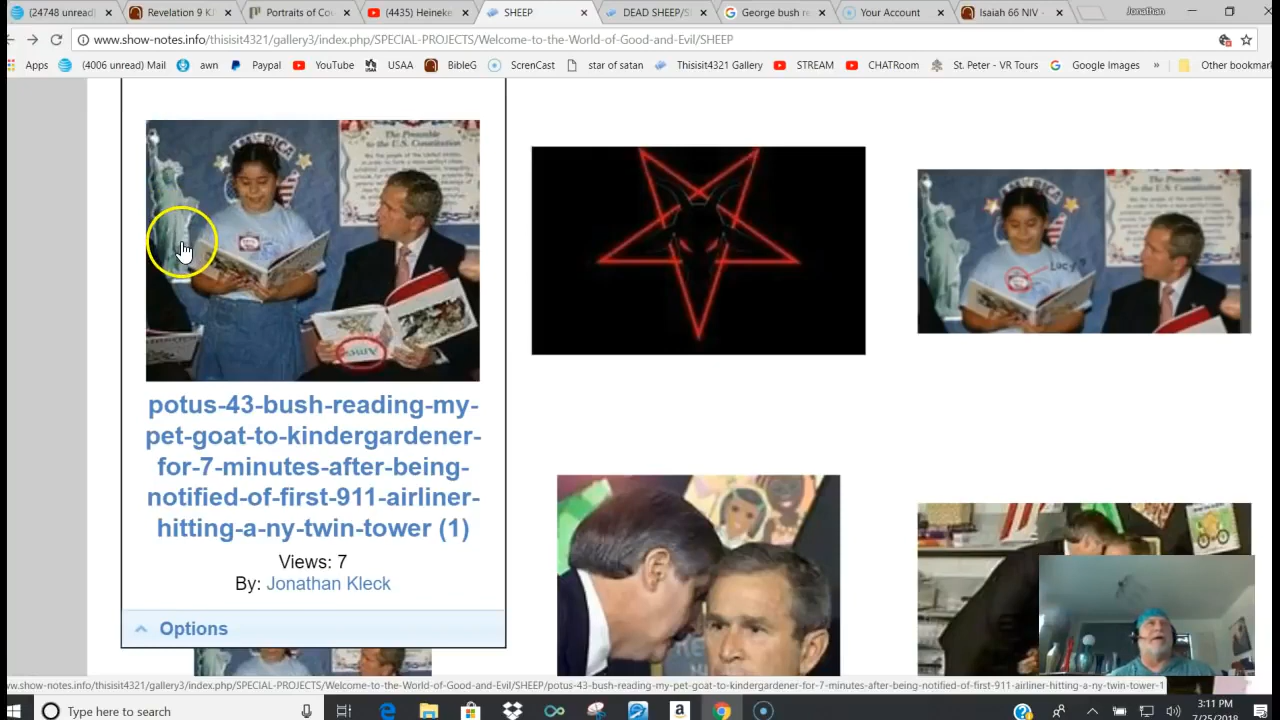 (24748 unread)
Revelation 9 KJ
Portraits of Cou
(4435) Heineke
SHEEP
DEAD SHEEP/S
George bush re
Your Account
Isaiah 66 NIV -
Jonathan
www.show-notes.info/thisisit4321/gallery3/index.php/SPECIAL-PROJECTS/Welcome-to-the-World-of-Good-and-Evil/SHEEP
Apps
(4006 unread) Mail
awn
Paypal
YouTube
USAA
BibleG
ScrenCast
star of satan
Thisisit4321 Gallery
STREAM
CHATRoom
St. Peter - VR Tours
Google Images
»
Other bookmark
AMERICA
The Preamble
to the U.S. Constitution
The Preamble
to the U.S. Constitution
Lacy?
potus-43-bush-reading-my-
pet-goat-to-kindergardener-
for-7-minutes-after-being-
notified-of-first-911-airliner-
hitting-a-ny-twin-tower (1)
Views: 7
By: Jonathan Kleck
Options
www.show-notes.info/thisisit4321/gallery3/index.php/SPECIAL-PROJECTS/Welcome-to-the-World-of-Good-and-Evil/SHEEP/potus-43-bush-reading-my-pet-goat-to-kindergardener-for-7-minutes-after-being-notified-of-first-911-airliner-hitting-a-ny-twin-tower-1
Type here to search
3:11 PM
7/25/2018